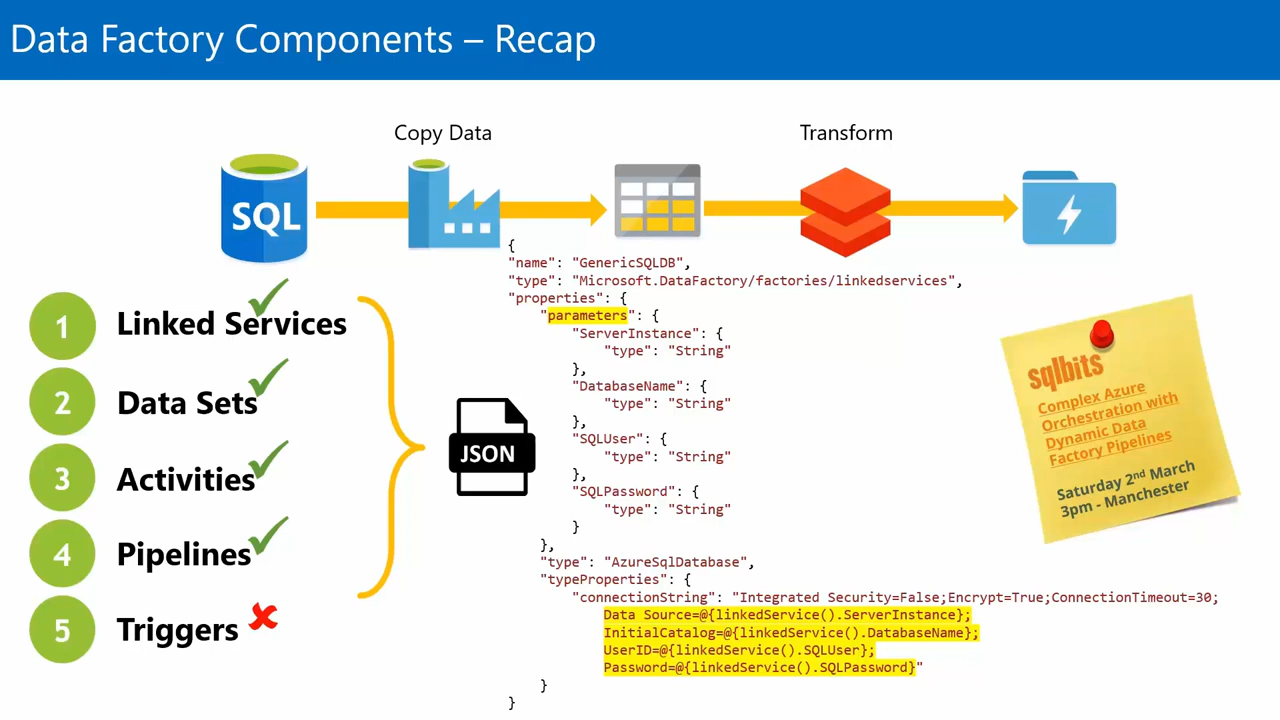 Data Factory Components – Recap
Copy Data
Transform
SQL
1 Linked Services
2 Data Sets
3 Activities
4 Pipelines
5 Triggers
JSON
{
"name": "GenericSQLDB",
"type": "Microsoft.DataFactory/factories/linkedservices",
"properties": {
"parameters": {
"ServerInstance": {
"type": "String"
},
"DatabaseName": {
"type": "String"
},
"SQLUser": {
"type": "String"
},
"SQLPassword": {
"type": "String"
}
},
"type": "AzureSqlDatabase",
"typeProperties": {
"connectionString": "Integrated Security=False;Encrypt=True;ConnectionTimeout=30;
Data Source=@{linkedService().ServerInstance};
InitialCatalog=@{linkedService().DatabaseName};
UserID=@{linkedService().SQLUser};
Password=@{linkedService().SQLPassword}"
}
}
sqlbits
Complex Azure
Orchestration with
Dynamic Data
Factory Pipelines
Saturday 2nd March
3pm - Manchester